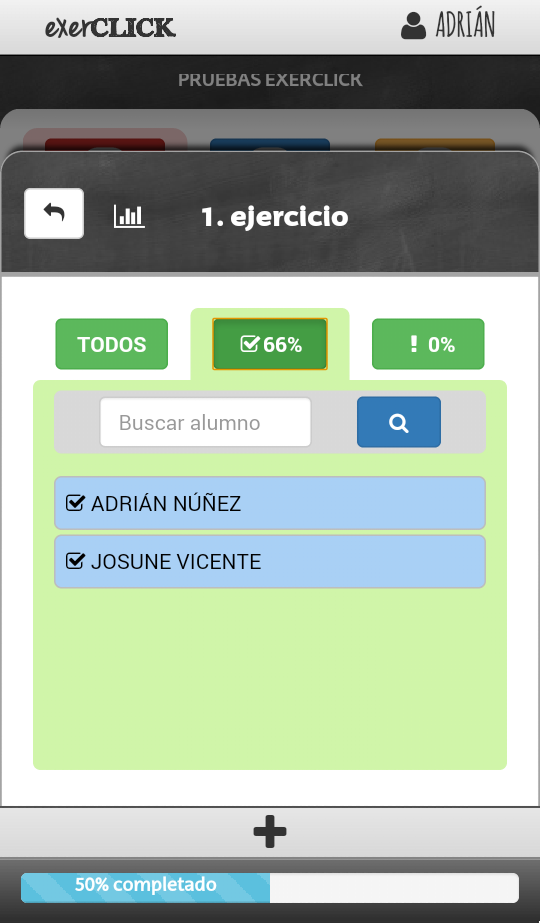 exerCLICK
ADRIÁN
PRUEBAS EXERCLICK
1. ejercicio
TODOS
66%
! 0%
Buscar alumno
ADRIÁN NÚÑEZ
JOSUNE VICENTE
50% completado